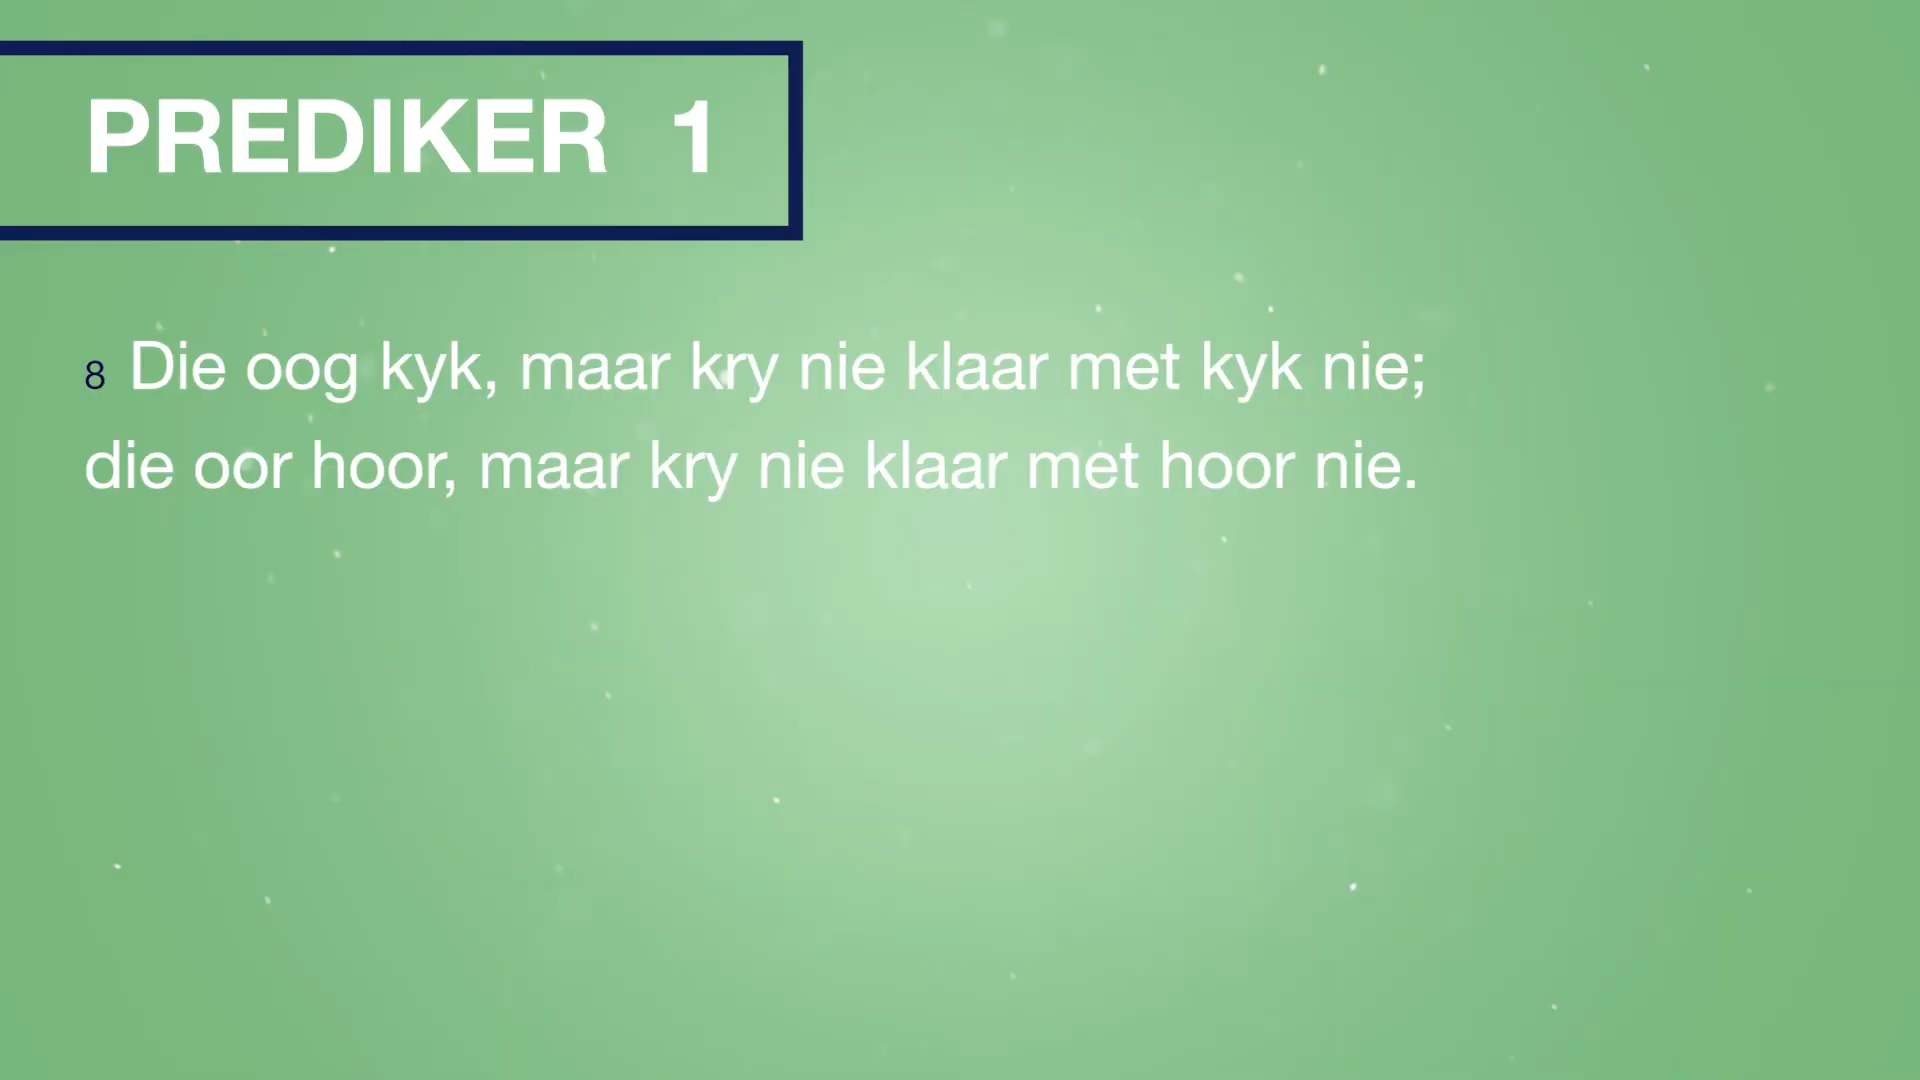 PREDIKER 1
8 Die oog kyk, maar kry nie klaar met kyk nie;
die oor hoor, maar kry nie klaar met hoor nie.